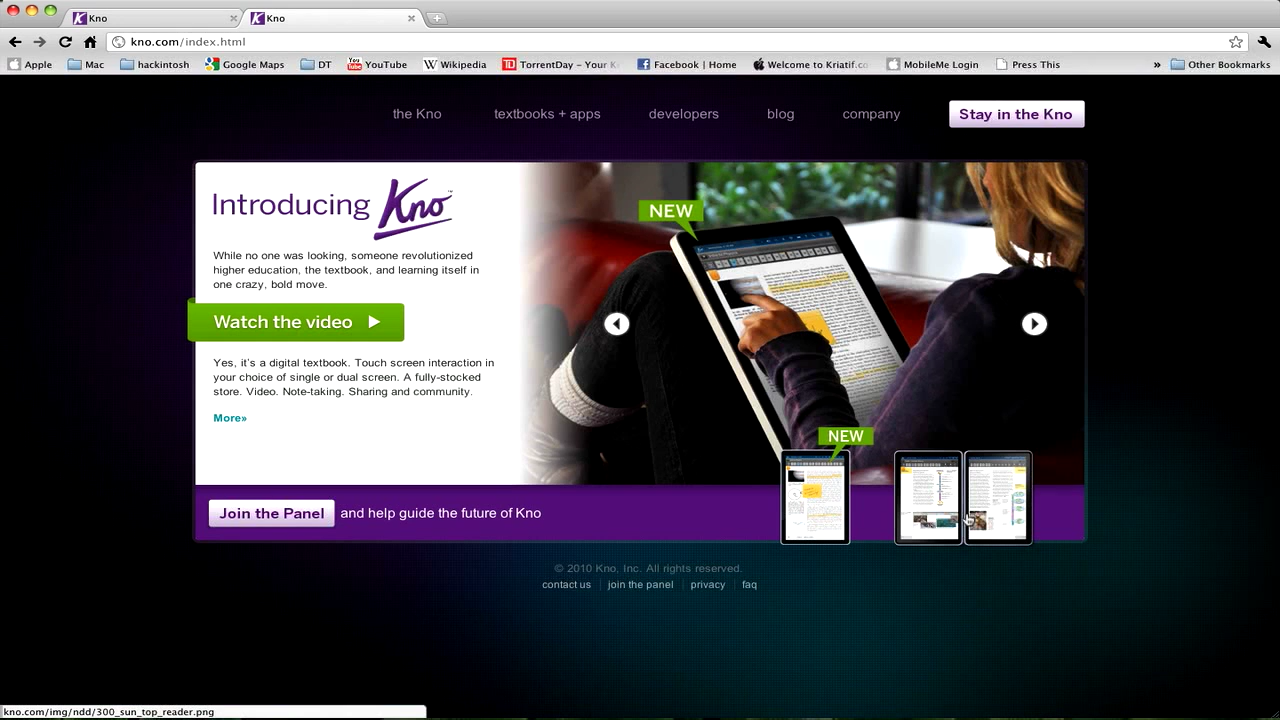 Kno
Kno
kno.com/index.html
Apple
Mac
hackintosh
Google Maps
DT
YouTube
Wikipedia
TorrentDay – Your K
Facebook | Home
Welcome to Kriatif.co
MobileMe Login
Press This
»
Other Bookmarks
the Kno
textbooks + apps
developers
blog
company
Stay in the Kno
Introducing Kno™
While no one was looking, someone revolutionized
higher education, the textbook, and learning itself in
one crazy, bold move.
Watch the video
Yes, it's a digital textbook. Touch screen interaction in
your choice of single or dual screen. A fully-stocked
store. Video. Note-taking. Sharing and community.
More»
NEW
NEW
Join the Panel and help guide the future of Kno
© 2010 Kno, Inc. All rights reserved.
contact us
join the panel
privacy
faq
kno.com/img/ndd/300_sun_top_reader.png